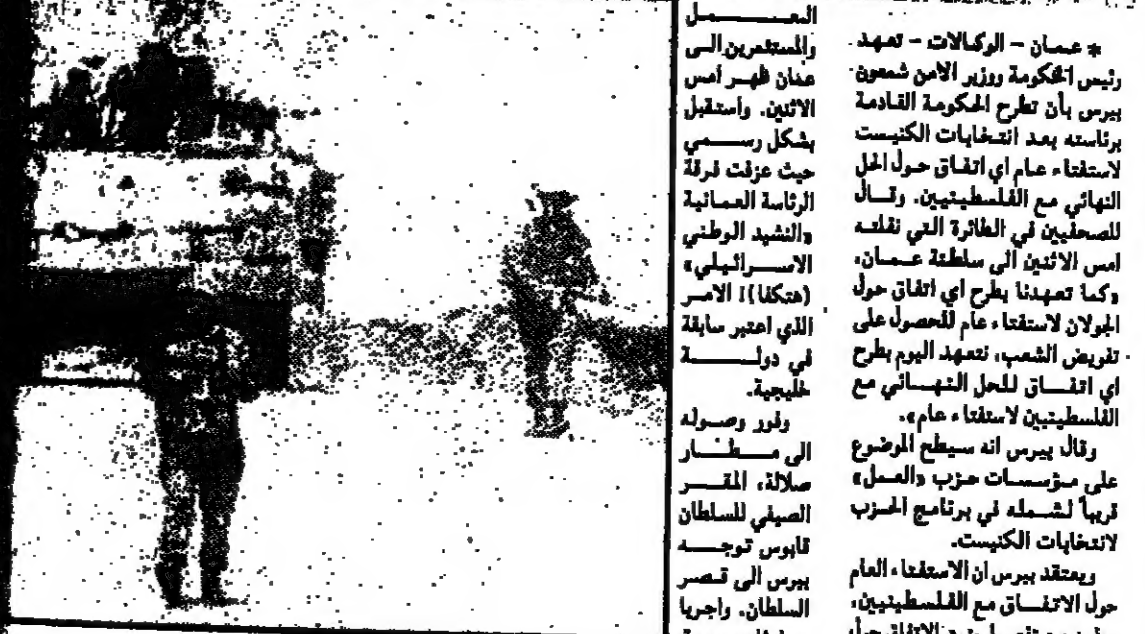 * عمان – الوكالات – تعهد
رئيس الحكومة ووزير الامن شمعون
بيرس بأن تطرح الحكومة القادمة
برئاسته بعد انتخابات الكنيست
لاستفتاء عام اي اتفاق حول الحل
النهائي مع الفلسطينيين. وقال
للصحفيين في الطائرة التي نقلته
امس الاثنين الى سلطنة عمان،
«كما تعهدنا بطرح اي اتفاق حول
الجولان لاستفتاء عام للحصول على
تفويض الشعب، نتعهد اليوم بطرح
اي اتفاق للحل النهائي مع
الفلسطينيين لاستفتاء عام».
وقال بيرس انه سيطح الموضوع
على مؤسسات حزب «العمل»
قريباً لشمله في برنامج الحزب
لانتخابات الكنيست.
ويعتقد بيرس ان الاستفتاء العام
حول الاتفاق مع الفلسطينيين،
المعمل
والمستثمرين الى
عمان ظهر امس
الاثنين. واستقبل
بشكل رسمي
حيث عزفت فرقة
الرئاسة العمانية
«النشيد الوطني
الاسرائيلي»
(هتكفا)! الامر
الذي اعتبر سابقة
في دولة
خليجية.
وفور وصوله
الى مطار
صلالة، المقر
الصيفي للسلطان
قابوس توجه
بيرس الى قصر
السلطان. واجريا